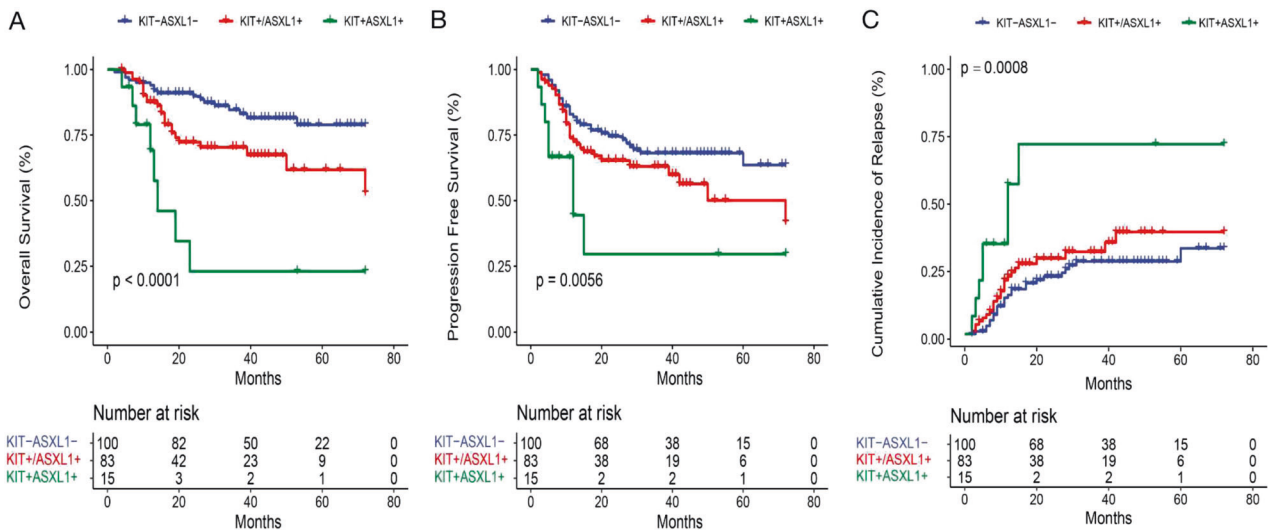 A
KIT−ASXL1− KIT+/ASXL1+ KIT+ASXL1+
Overall Survival (%)
1.00
0.75
0.50
0.25
0.00
p < 0.0001
0 20 40 60 80
Months
Number at risk
KIT−ASXL1− 100 82 50 22 0
KIT+/ASXL1+ 83 42 23 9 0
KIT+ASXL1+ 15 3 2 1 0
0 20 40 60 80
Months
B
KIT−ASXL1− KIT+/ASXL1+ KIT+ASXL1+
Progression Free Survival (%)
1.00
0.75
0.50
0.25
0.00
p = 0.0056
0 20 40 60 80
Months
Number at risk
KIT−ASXL1− 100 68 38 15 0
KIT+/ASXL1+ 83 38 19 6 0
KIT+ASXL1+ 15 2 2 1 0
0 20 40 60 80
Months
C
KIT−ASXL1− KIT+/ASXL1+ KIT+ASXL1+
Cumulative Incidence of Relapse (%)
1.00
p = 0.0008
0.75
0.50
0.25
0.00
0 20 40 60 80
Months
Number at risk
KIT−ASXL1− 100 68 38 15 0
KIT+/ASXL1+ 83 38 19 6 0
KIT+ASXL1+ 15 2 2 1 0
0 20 40 60 80
Months